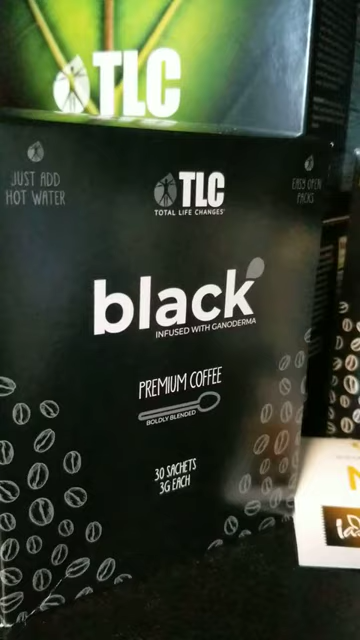 TLC
JUST ADD
HOT WATER
TLC
TOTAL LIFE CHANGES
EASY OPEN
PACKS
black
INFUSED WITH GANODERMA
PREMIUM COFFEE
BOLDLY BLENDED
30 SACHETS
3G EACH